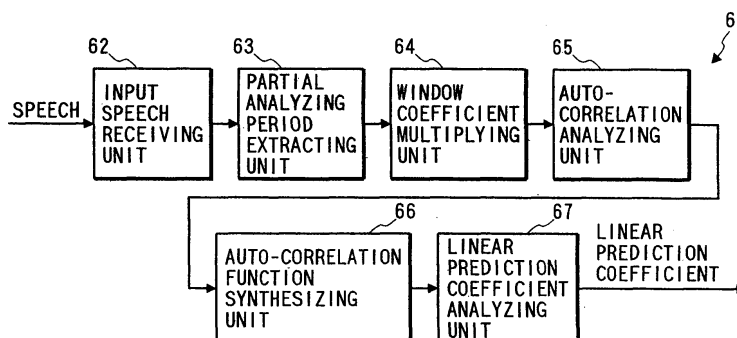 6
62
63
64
65
SPEECH
INPUT
SPEECH
RECEIVING
UNIT
PARTIAL
ANALYZING
PERIOD
EXTRACTING
UNIT
WINDOW
COEFFICIENT
MULTIPLYING
UNIT
AUTO-
CORRELATION
ANALYZING
UNIT
66
67
AUTO-CORRELATION
FUNCTION
SYNTHESIZING
UNIT
LINEAR
PREDICTION
COEFFICIENT
ANALYZING
UNIT
LINEAR
PREDICTION
COEFFICIENT